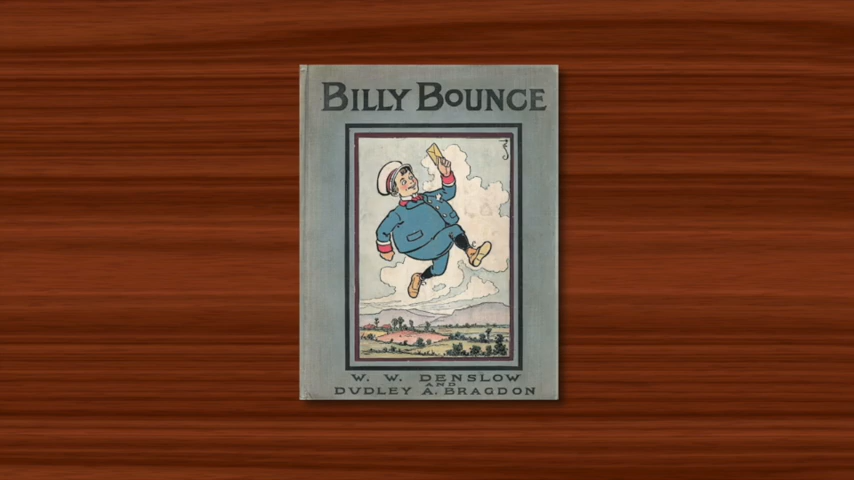 BILLY BOUNCE
W. W. DENSLOW
AND
DUDLEY A. BRAGDON